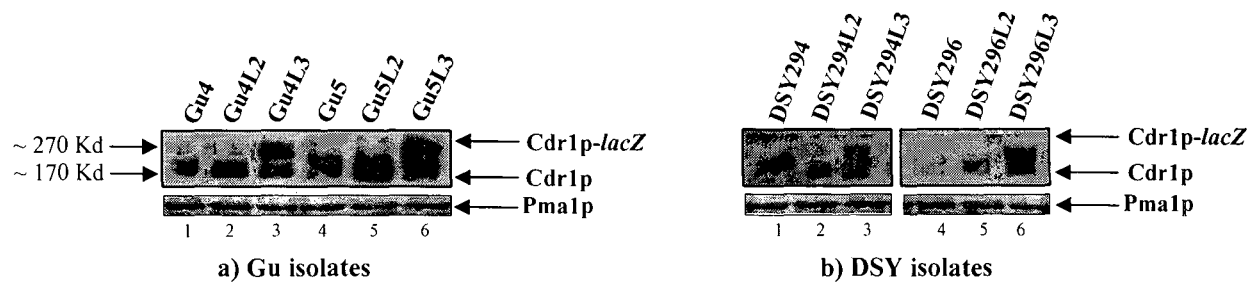 Gu4 Gu4L2 Gu4L3 Gu5 Gu5L2 Gu5L3
~ 270 Kd
~ 170 Kd
Cdr1p-lacZ
Cdr1p
Pma1p
1 2 3 4 5 6
a) Gu isolates
DSY294 DSY294L2 DSY294L3 DSY296 DSY296L2 DSY296L3
Cdr1p-lacZ
Cdr1p
Pma1p
1 2 3 4 5 6
b) DSY isolates